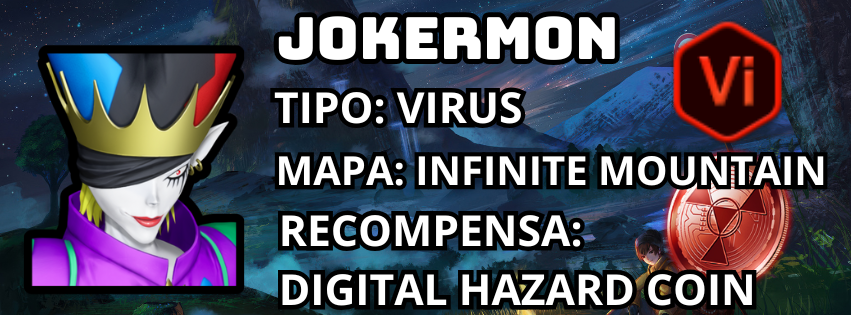 JOKERMON
Vi
TIPO: VIRUS
MAPA: INFINITE MOUNTAIN
RECOMPENSA:
DIGITAL HAZARD COIN